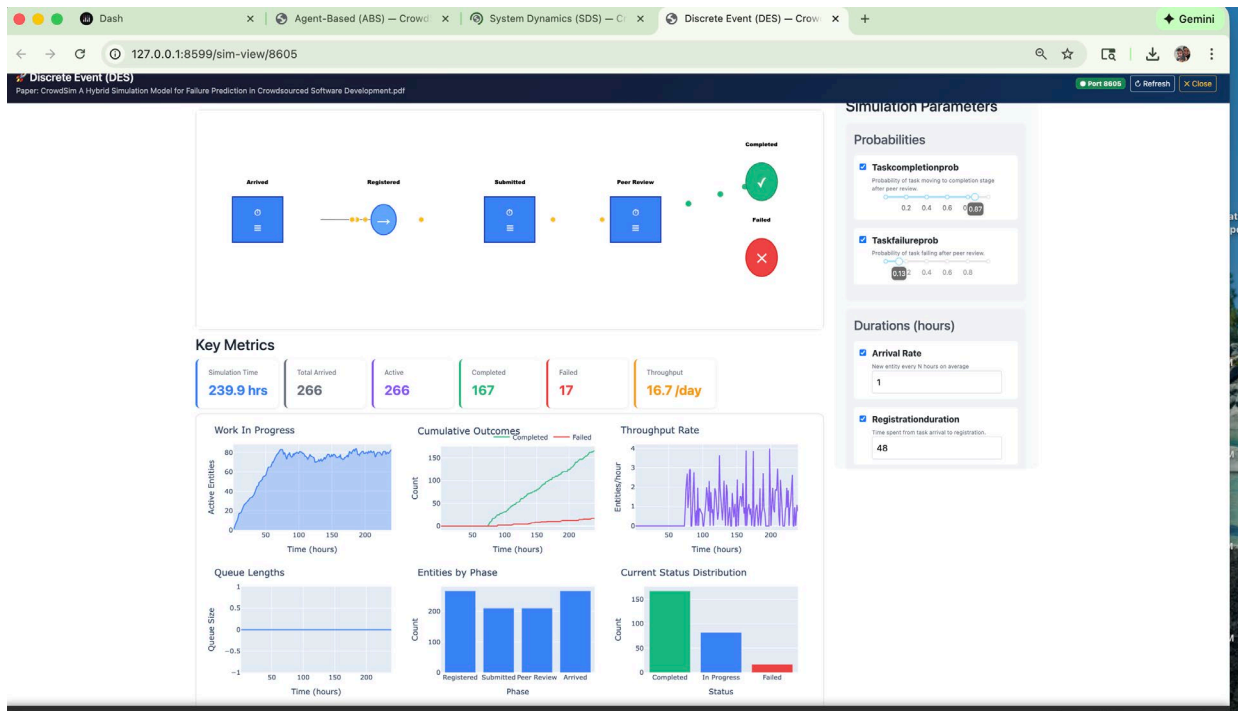 Dash
Agent-Based (ABS) — Crowd
System Dynamics (SDS) — C
Discrete Event (DES) — Crow
Gemini
127.0.0.1:8599/sim-view/8605
🚀 Discrete Event (DES)
Paper: CrowdSim A Hybrid Simulation Model for Failure Prediction in Crowdsourced Software Development.pdf
Port 8605
Refresh
Close
Simulation Parameters
Probabilities
Taskcompletionprob
Probability of task moving to completion stage
after peer review.
0.2 0.4 0.6 0.87
Taskfailureprob
Probability of task failing after peer review.
0.13 0.4 0.6 0.8
Durations (hours)
Arrival Rate
New entity every N hours on average
1
Registrationduration
Time spent from task arrival to registration.
48
Arrived
Registered
Submitted
Peer Review
Completed
Failed
Key Metrics
Simulation Time
239.9 hrs
Total Arrived
266
Active
266
Completed
167
Failed
17
Throughput
16.7 /day
Work In Progress
Active Entities
80
60
40
20
0
50 100 150 200
Time (hours)
Cumulative Outcomes
Completed Failed
Count
150
100
50
0
50 100 150 200
Time (hours)
Throughput Rate
Entities/hour
4
3
2
1
0
50 100 150 200
Time (hours)
Queue Lengths
Queue Size
1
0.5
0
−0.5
−1
50 100 150 200
Time (hours)
Entities by Phase
Count
200
100
0
Registered Submitted Peer Review Arrived
Phase
Current Status Distribution
Count
150
100
50
0
Completed In Progress Failed
Status